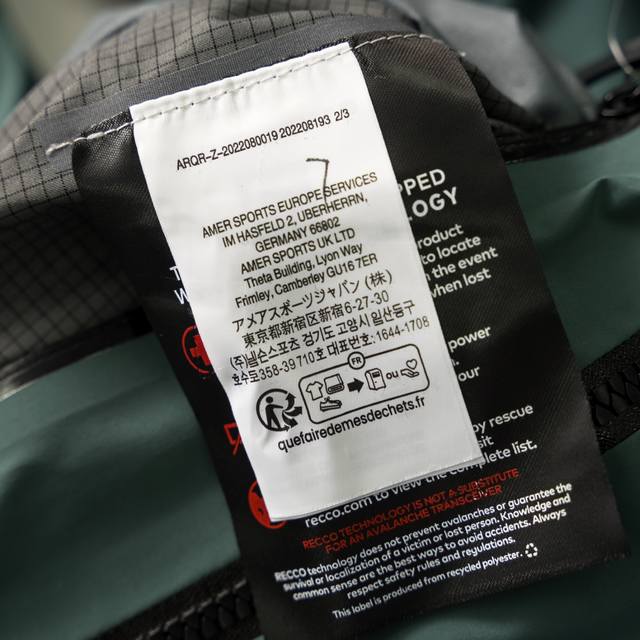 ARQR-Z-2022080019 202208193 2/3
AMER SPORTS EUROPE SERVICES
IM HASFELD 2, UBERHERRN,
GERMANY 66802
AMER SPORTS UK LTD
Theta Building, Lyon Way
Frimley, Camberley GU16 7ER
アメアスポーツジャパン (株)
東京都新宿区新宿6-27-30
(주)넬슨스포츠 경기도 고양시 일산동구
호수로358-39 710호 대표번호: 1644-1708
FR
OU
quefairedemesdechets.fr
PPED
LOGY
roduct
to locate
the event
when lost
power
our
by rescue
sit
complete list.
recco.com to view the
RECCO TECHNOLOGY IS NOT A SUBSTITUTE
FOR AN AVALANCHE TRANSCEIVER
RECCO technology does not prevent avalanches or guarantee the
survival or localization of a victim or lost person. Knowledge and
common sense are the best ways to avoid accidents. Always
respect safety rules and regulations.
This label is produced from recycled polyester.